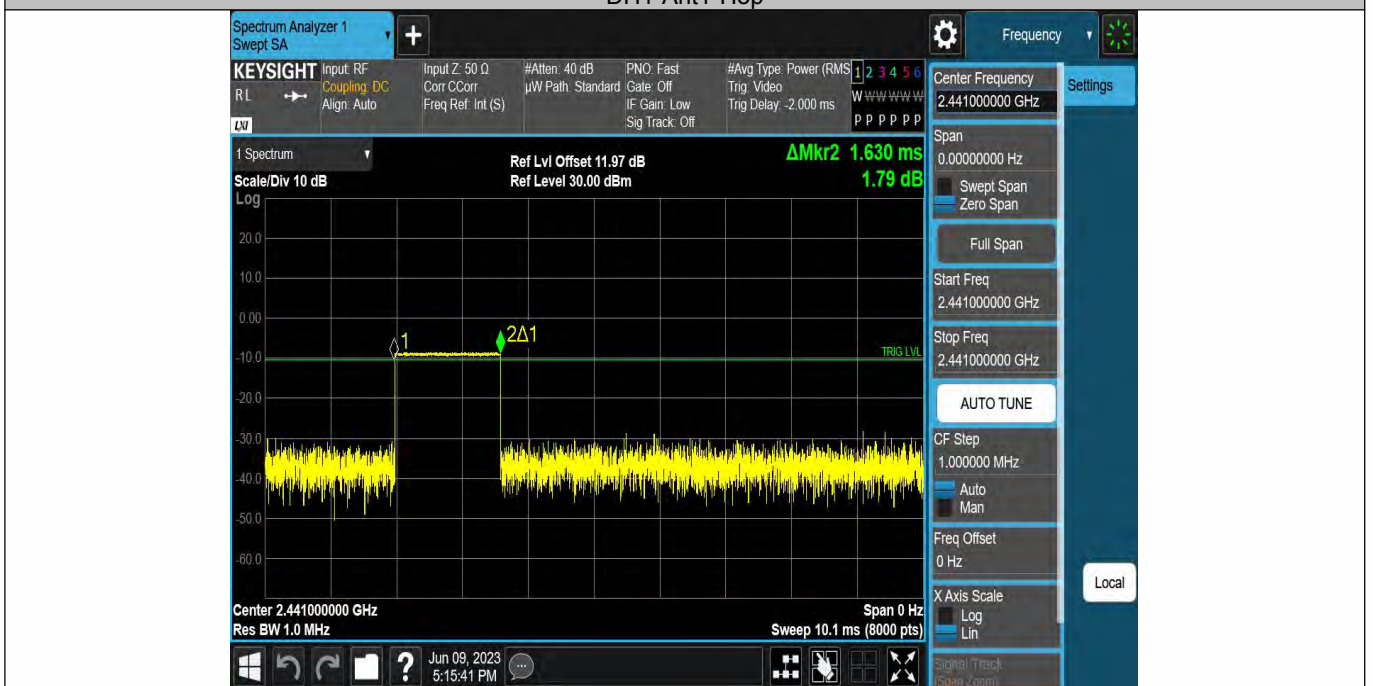 Spectrum Analyzer 1
Swept SA
Frequency
KEYSIGHT
RL
LXI
Input: RF
Coupling: DC
Align: Auto
Input Z: 50 Ω
Corr CCorr
Freq Ref: Int (S)
#Atten: 40 dB
µW Path: Standard
PNO: Fast
Gate: Off
IF Gain: Low
Sig Track: Off
#Avg Type: Power (RMS
Trig: Video
Trig Delay: -2.000 ms
1 2 3 4 5 6
W W W W W W
P P P P P P
1 Spectrum
Scale/Div 10 dB
Log
Ref Lvl Offset 11.97 dB
Ref Level 30.00 dBm
ΔMkr2 1.630 ms
1.79 dB
20.0
10.0
0.00
-10.0
-20.0
-30.0
-40.0
-50.0
-60.0
1
2Δ1
TRIG LVL
Center 2.441000000 GHz
Res BW 1.0 MHz
Span 0 Hz
Sweep 10.1 ms (8000 pts)
?
Jun 09, 2023
5:15:41 PM
Center Frequency
2.441000000 GHz
Settings
Span
0.00000000 Hz
Swept Span
Zero Span
Full Span
Start Freq
2.441000000 GHz
Stop Freq
2.441000000 GHz
AUTO TUNE
CF Step
1.000000 MHz
Auto
Man
Freq Offset
0 Hz
X Axis Scale
Log
Lin
Local
Signal Track
(Span Zoom)